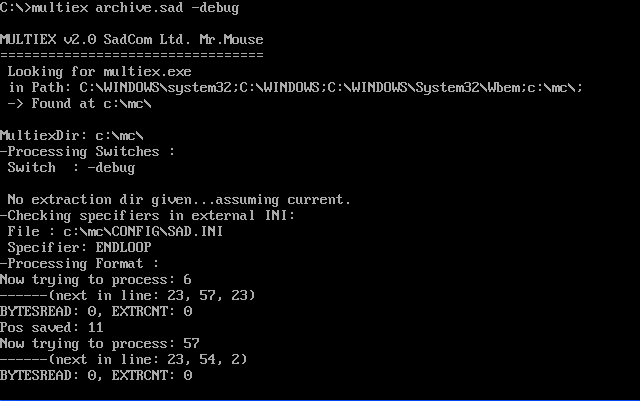 C:\>multiex archive.sad -debug
MULTIEX v2.0 SadCom Ltd. Mr.Mouse
=================================
Looking for multiex.exe
in Path: C:\WINDOWS\system32;C:\WINDOWS;C:\WINDOWS\System32\Wbem;c:\mc\;
-> Found at c:\mc\
MultiexDir: c:\mc\
-Processing Switches :
Switch  : -debug
No extraction dir given...assuming current.
-Checking specifiers in external INI:
File : c:\mc\CONFIG\SAD.INI
Specifier: ENDLOOP
-Processing Format :
Now trying to process: 6
------(next in line: 23, 57, 23)
BYTESREAD: 0, EXTRCNT: 0
Pos saved: 11
Now trying to process: 57
------(next in line: 23, 54, 2)
BYTESREAD: 0, EXTRCNT: 0